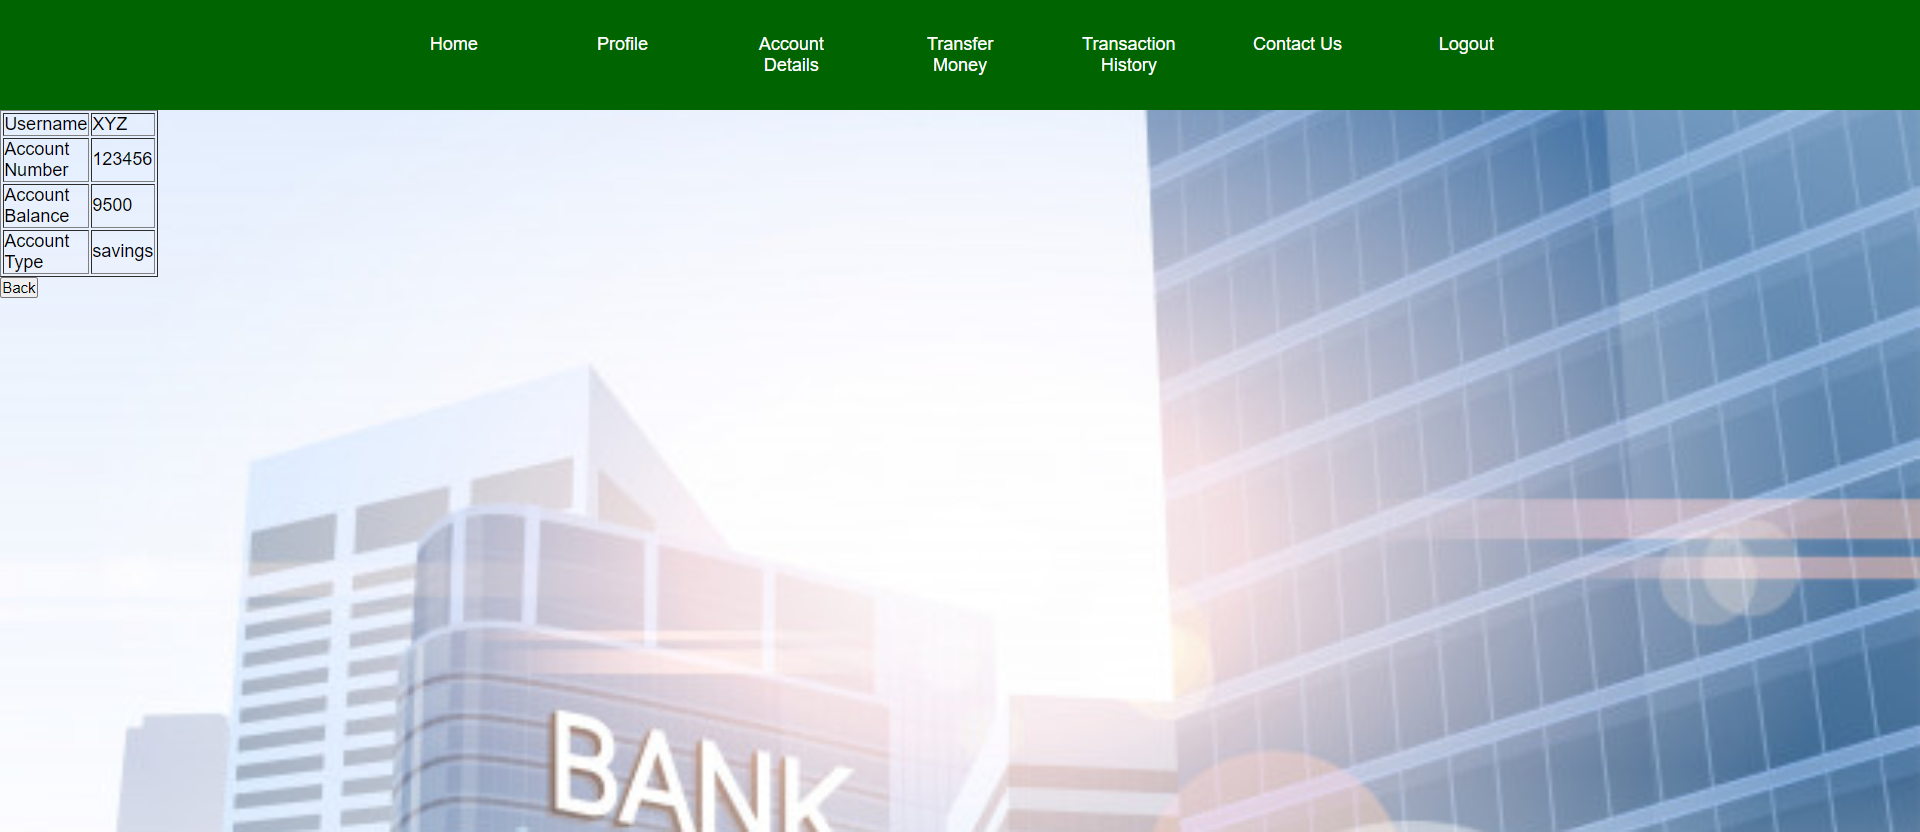 Home Profile Account Transfer Transaction Contact Us Logout
Details Money History
Username XYZ
Account
Number 123456
Account
Balance 9500
Account
Type savings
Back
BANK